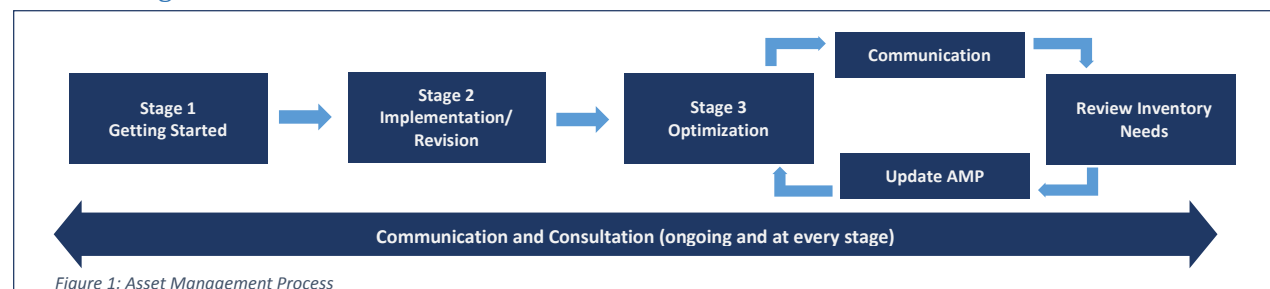 Stage 1
Getting Started
Stage 2
Implementation/
Revision
Stage 3
Optimization
Communication
Review Inventory
Needs
Update AMP
Communication and Consultation (ongoing and at every stage)
Figure 1: Asset Management Process